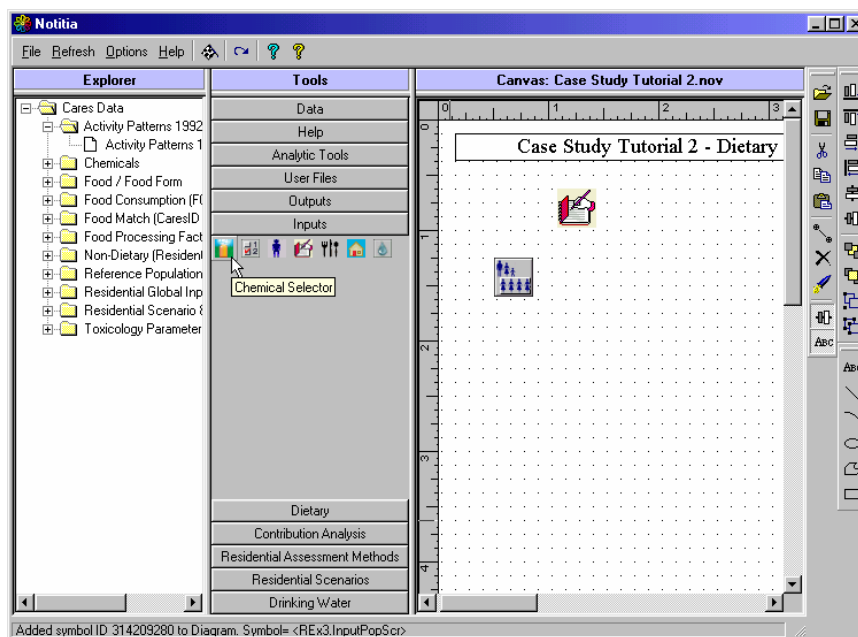 Notitia
File Refresh Options Help
Explorer
Tools
Canvas: Case Study Tutorial 2.nov
Cares Data
Activity Patterns 1992
Activity Patterns 1
Chemicals
Food / Food Form
Food Consumption (F
Food Match (CaresID
Food Processing Fact
Non-Dietary (Resident
Reference Population
Residential Global Inp
Residential Scenario &
Toxicology Parameter
Data
Help
Analytic Tools
User Files
Outputs
Inputs
Chemical Selector
Dietary
Contribution Analysis
Residential Assessment Methods
Residential Scenarios
Drinking Water
0 1 2 3
0
1
2
3
4
Case Study Tutorial 2 - Dietary
ABC
ABC
Added symbol ID 314209280 to Diagram. Symbol= <REx3.InputPopScr>